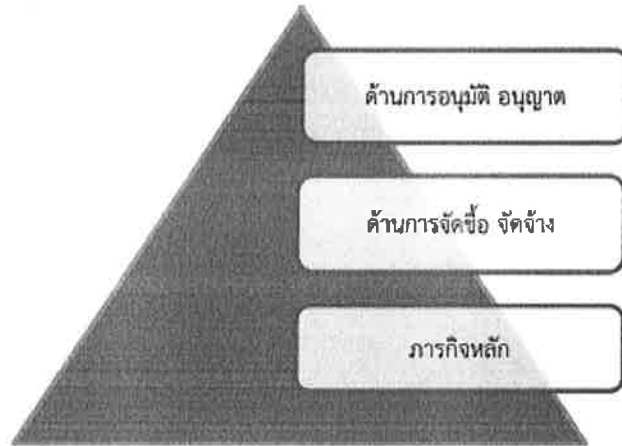 ด้านการอนุมัติ อนุญาต
ด้านการจัดซื้อ จัดจ้าง
ภารกิจหลัก